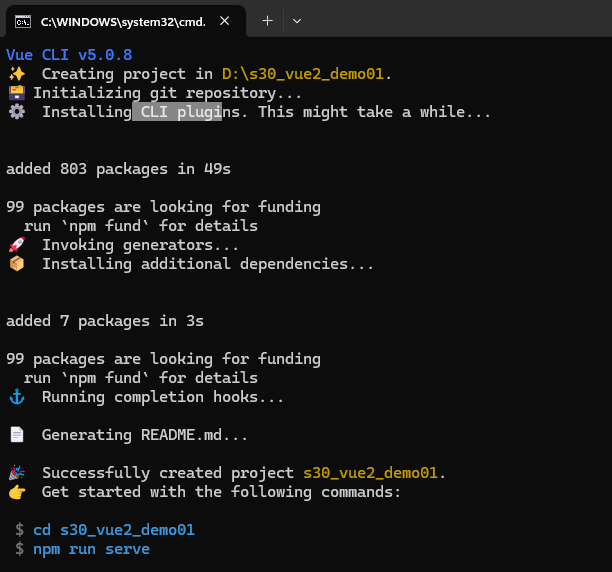 C:\WINDOWS\system32\cmd.
Vue CLI v5.0.8
✨ Creating project in D:\s30_vue2_demo01.
🗃 Initializing git repository...
⚙ Installing CLI plugins. This might take a while...
added 803 packages in 49s
99 packages are looking for funding
run `npm fund` for details
🚀 Invoking generators...
📦 Installing additional dependencies...
added 7 packages in 3s
99 packages are looking for funding
run `npm fund` for details
⚓ Running completion hooks...
📄 Generating README.md...
🎉 Successfully created project s30_vue2_demo01.
👉 Get started with the following commands:
$ cd s30_vue2_demo01
$ npm run serve